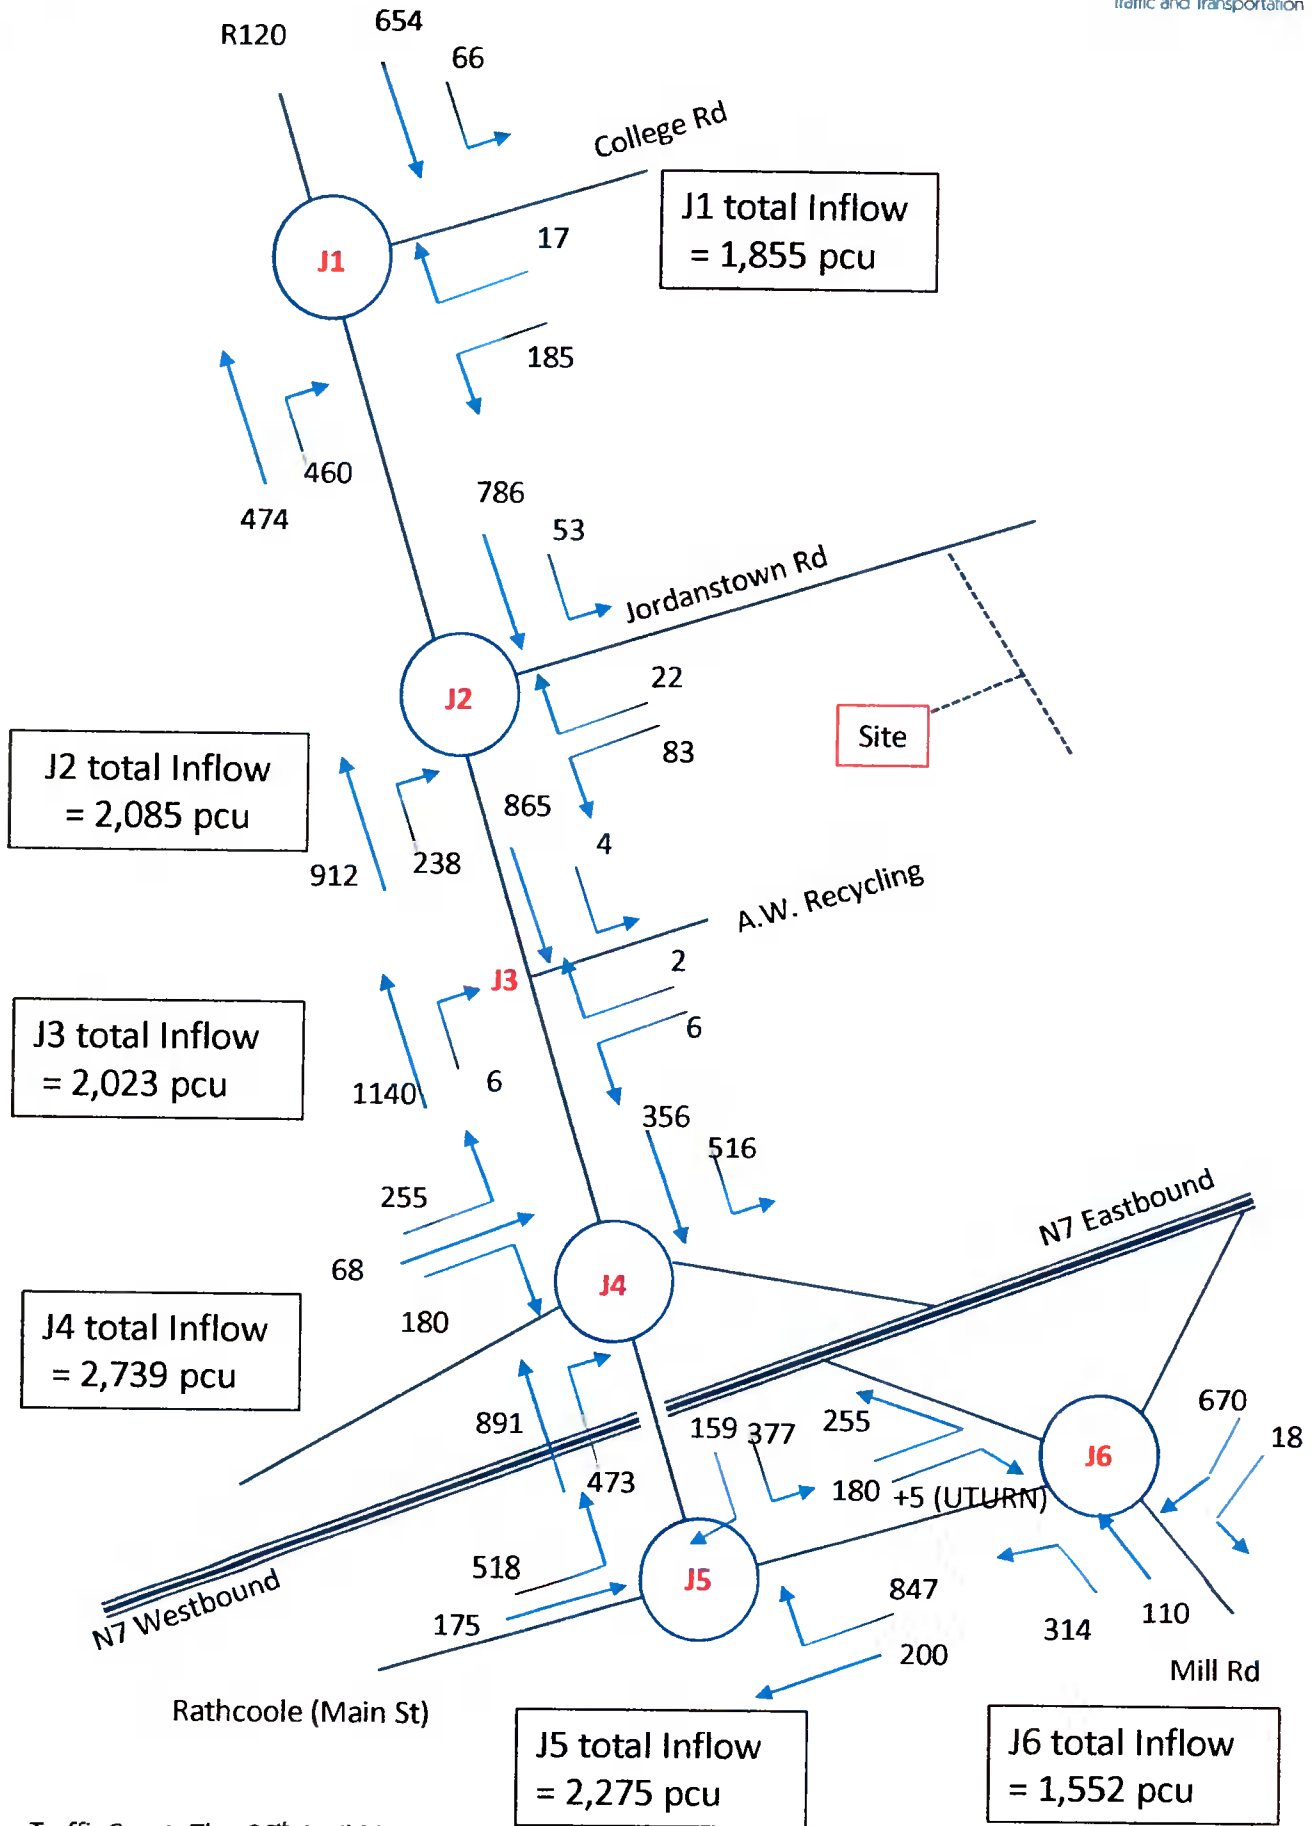 Traffic and Transportation
R120
654
66
College Rd
J1 total Inflow
= 1,855 pcu
17
J1
185
460
474
786
53
Jordanstown Rd
22
J2
83
Site
J2 total Inflow
= 2,085 pcu
865
4
238
912
A.W. Recycling
2
J3
6
J3 total Inflow
= 2,023 pcu
1140
6
356
516
255
N7 Eastbound
68
J4
180
J4 total Inflow
= 2,739 pcu
891
473
159
377
255
670
18
J6
180 +5 (UTURN)
518
175
J5
847
200
314
110
N7 Westbound
Mill Rd
Rathcoole (Main St)
J5 total Inflow
= 2,275 pcu
J6 total Inflow
= 1,552 pcu